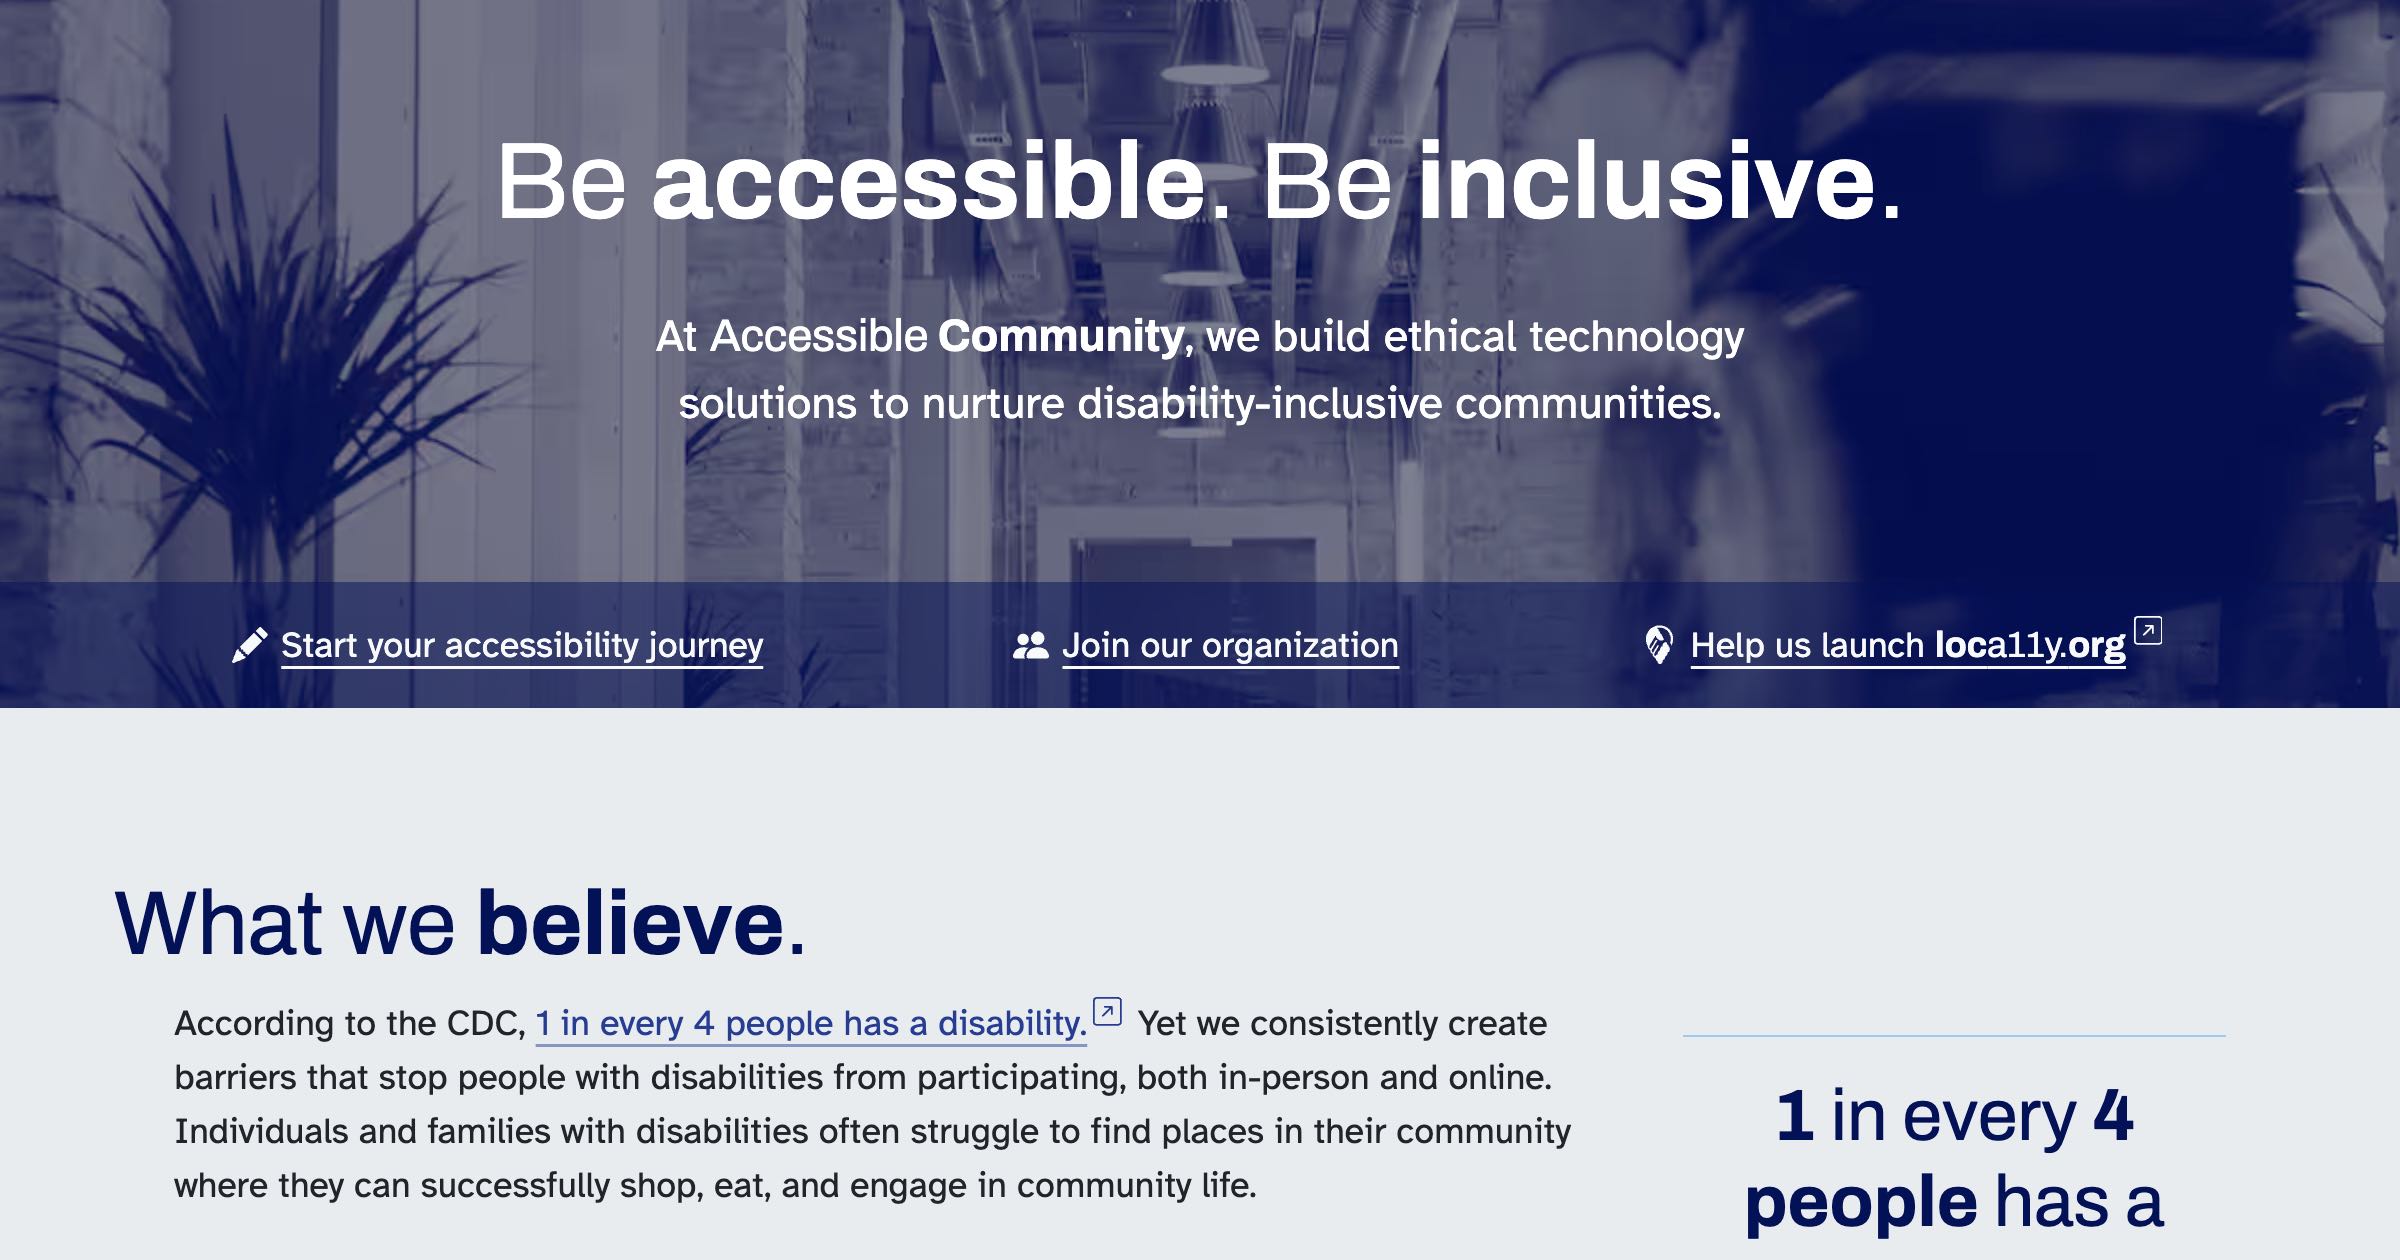 Be accessible. Be inclusive.
At Accessible Community, we build ethical technology
solutions to nurture disability-inclusive communities.
Start your accessibility journey
Join our organization
Help us launch loca11y.org
What we believe.
According to the CDC, 1 in every 4 people has a disability. Yet we consistently create
barriers that stop people with disabilities from participating, both in-person and online.
Individuals and families with disabilities often struggle to find places in their community
where they can successfully shop, eat, and engage in community life.
1 in every 4
people has a